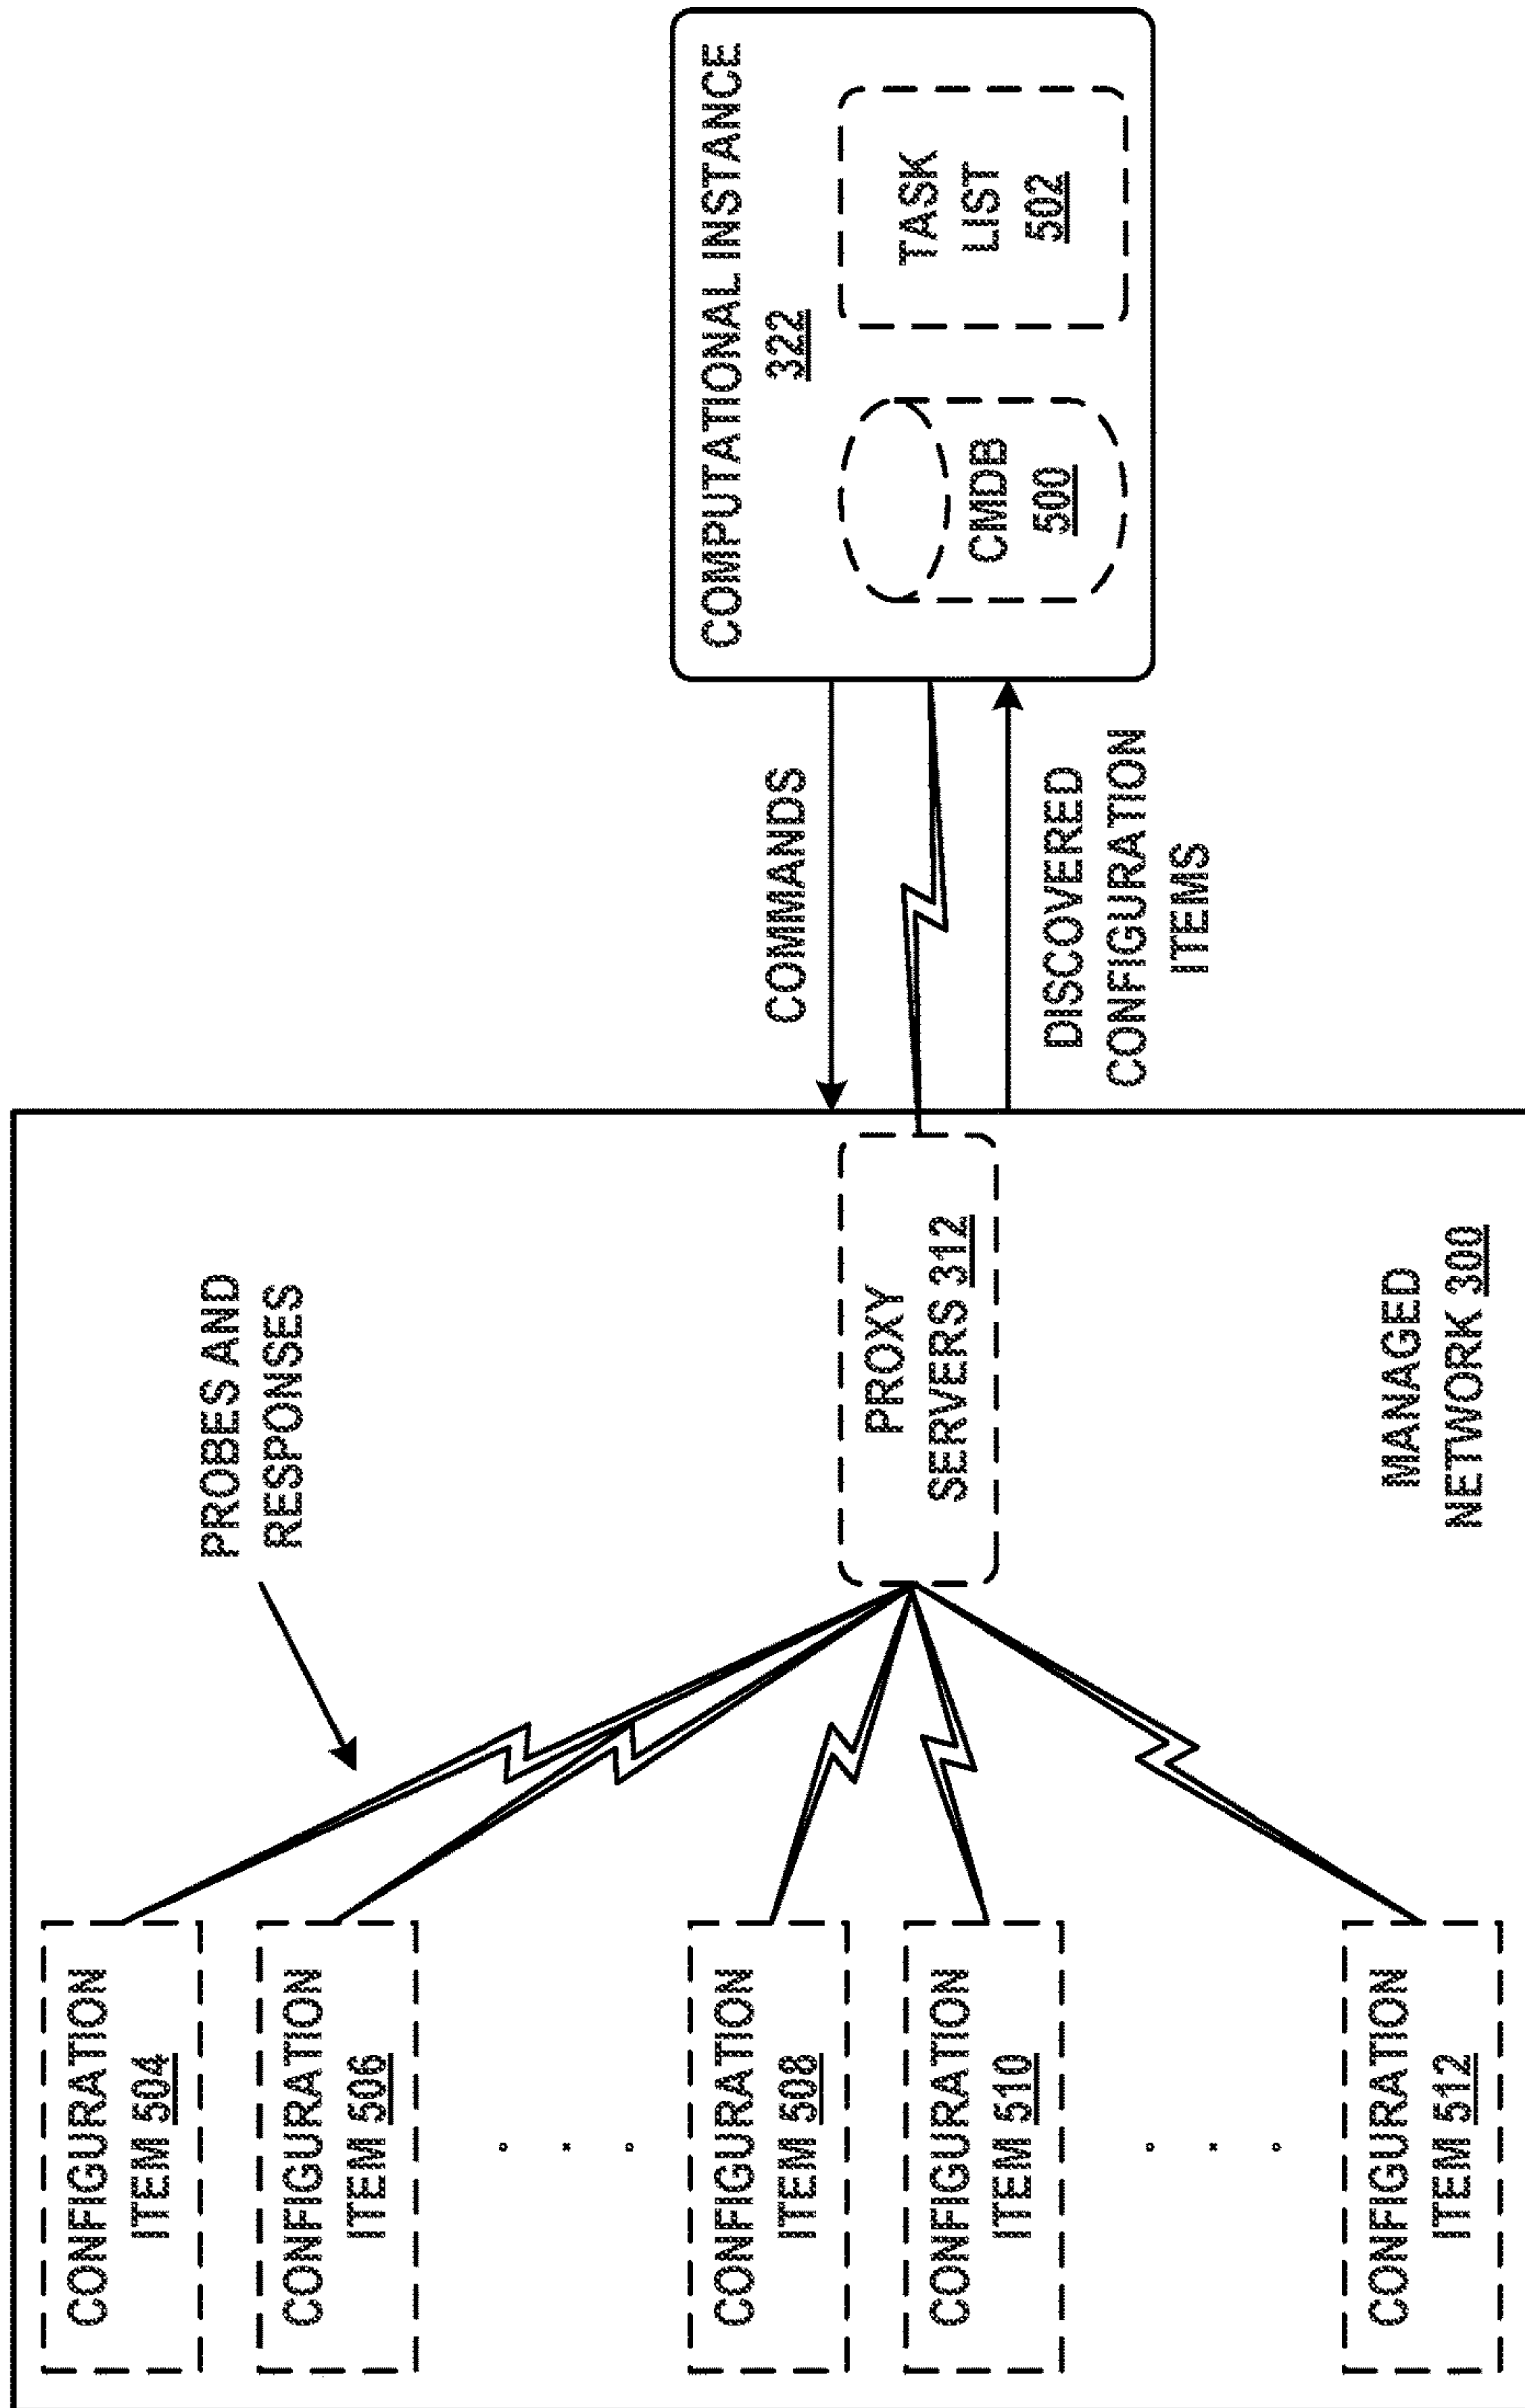 CONFIGURATION
ITEM 504
CONFIGURATION
ITEM 506
CONFIGURATION
ITEM 508
CONFIGURATION
ITEM 510
CONFIGURATION
ITEM 512
PROBES AND
RESPONSES
PROXY
SERVERS 312
MANAGED
NETWORK 300
COMMANDS
DISCOVERED
CONFIGURATION
ITEMS
COMPUTATIONAL INSTANCE
322
CMDB
500
TASK
LIST
502